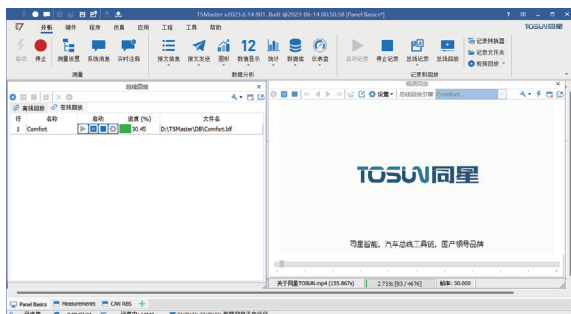 TSMaster v2023.6.14.901. Built @2023-06-14 00:50:58 [Panel Basics*]
分析 硬件 程序 仿真 应用 工程 工具 帮助
TOSUN同星
启动 停止 测量设置 系统消息 实时注释 报文信息 报文发送 图形 数值显示 统计 数据库 仪表盘 启动记录 停止记录 总线记录 总线回放 记录转换器
12
记录文件夹
视频回放
测量 数值分析 记录和回放
总线回放
视频回放
设置 总线回放引擎 Comfort
离线回放 在线回放
行 名称 启动 进度 (%) 文件名
1 Comfort 30.45 D:\TSMaster\DB\Comfort.blf
TOSUN同星
同星智能，汽车总线工具链，国产领导品牌
关于同星TOSUN.mp4 (155.867s) 2.733s [83 / 4676] 帧率: 30.000
Panel Basics Measurements CAN RBS